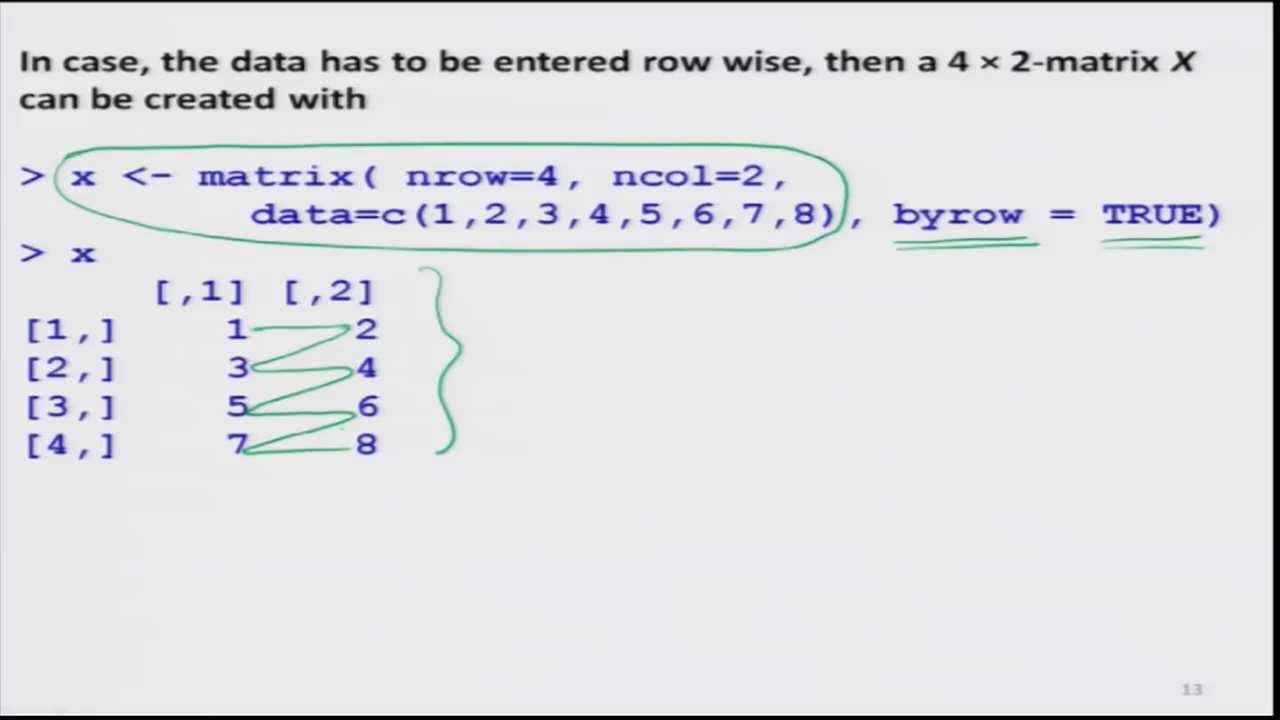 In case, the data has to be entered row wise, then a 4 × 2-matrix X
can be created with
> x <- matrix( nrow=4, ncol=2,
data=c(1,2,3,4,5,6,7,8), byrow = TRUE)
> x
[,1] [,2]
[1,] 1 2
[2,] 3 4
[3,] 5 6
[4,] 7 8
13